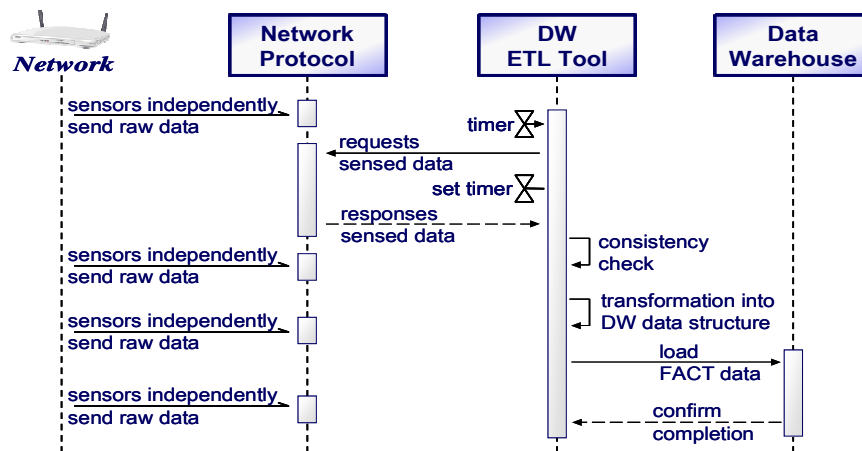 Network
Network
Protocol
DW
ETL Tool
Data
Warehouse
sensors independently
send raw data
timer
requests
sensed data
set timer
responses
sensed data
consistency
check
sensors independently
send raw data
transformation into
DW data structure
sensors independently
send raw data
load
FACT data
sensors independently
send raw data
confirm
completion